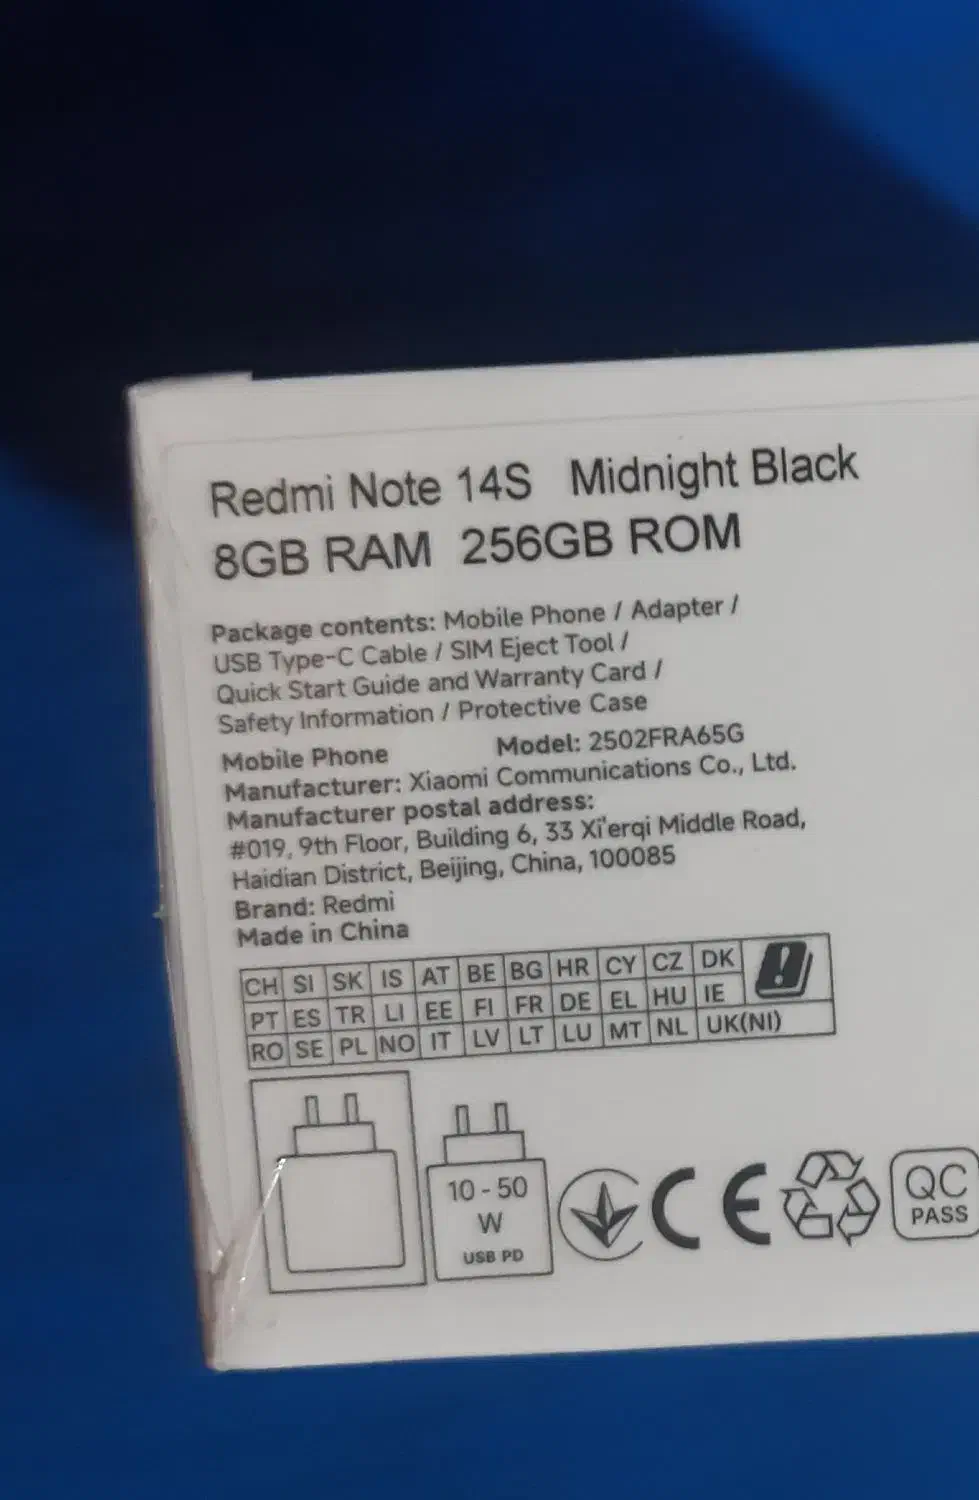 Redmi Note 14S Midnight Black
8GB RAM 256GB ROM
Package contents: Mobile Phone / Adapter /
USB Type-C Cable / SIM Eject Tool /
Quick Start Guide and Warranty Card /
Safety Information / Protective Case
Mobile Phone Model: 2502FRA65G
Manufacturer: Xiaomi Communications Co., Ltd.
Manufacturer postal address:
#019, 9th Floor, Building 6, 33 Xi'erqi Middle Road,
Haidian District, Beijing, China, 100085
Brand: Redmi
Made in China
CH SI SK IS AT BE BG HR CY CZ DK
PT ES TR LI EE FI FR DE EL HU IE
RO SE PL NO IT LV LT LU MT NL UK(NI)
10 - 50
W
USB PD
CE
QC
PASS